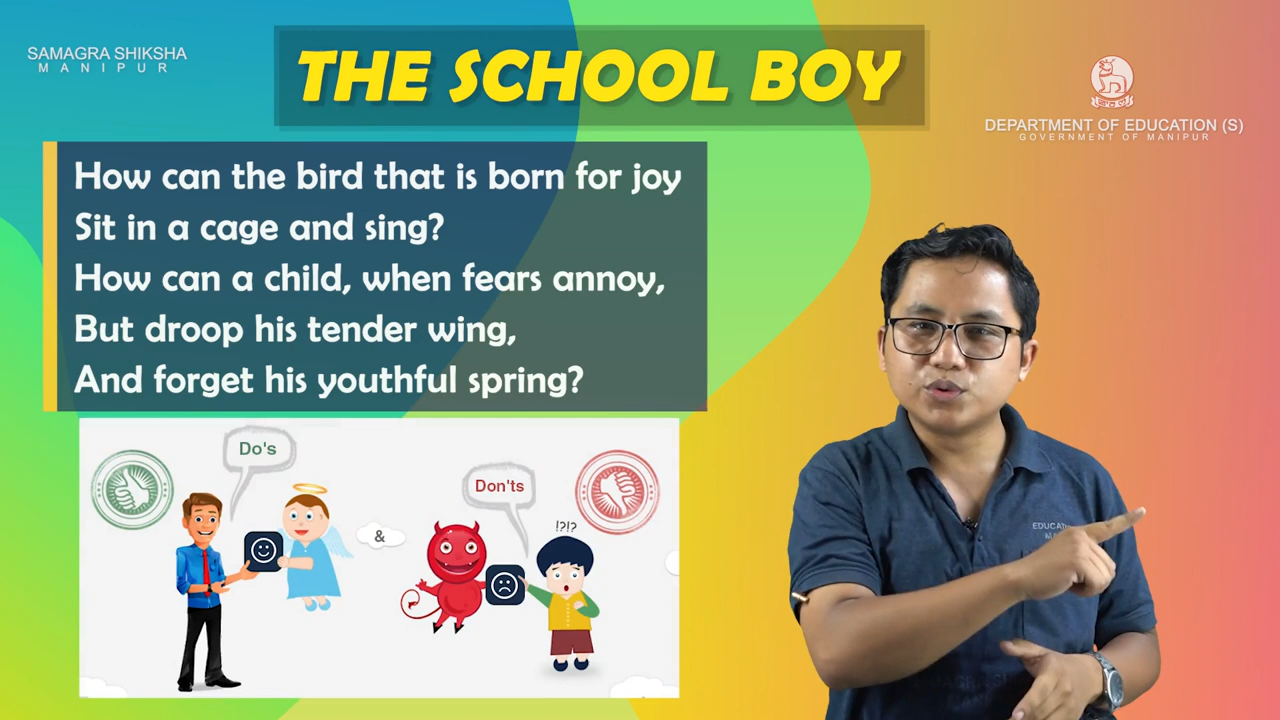 SAMAGRA SHIKSHA
MANIPUR
THE SCHOOL BOY
DEPARTMENT OF EDUCATION (S)
GOVERNMENT OF MANIPUR
How can the bird that is born for joy
Sit in a cage and sing?
How can a child, when fears annoy,
But droop his tender wing,
And forget his youthful spring?
Do's
&
Don'ts
!?!?